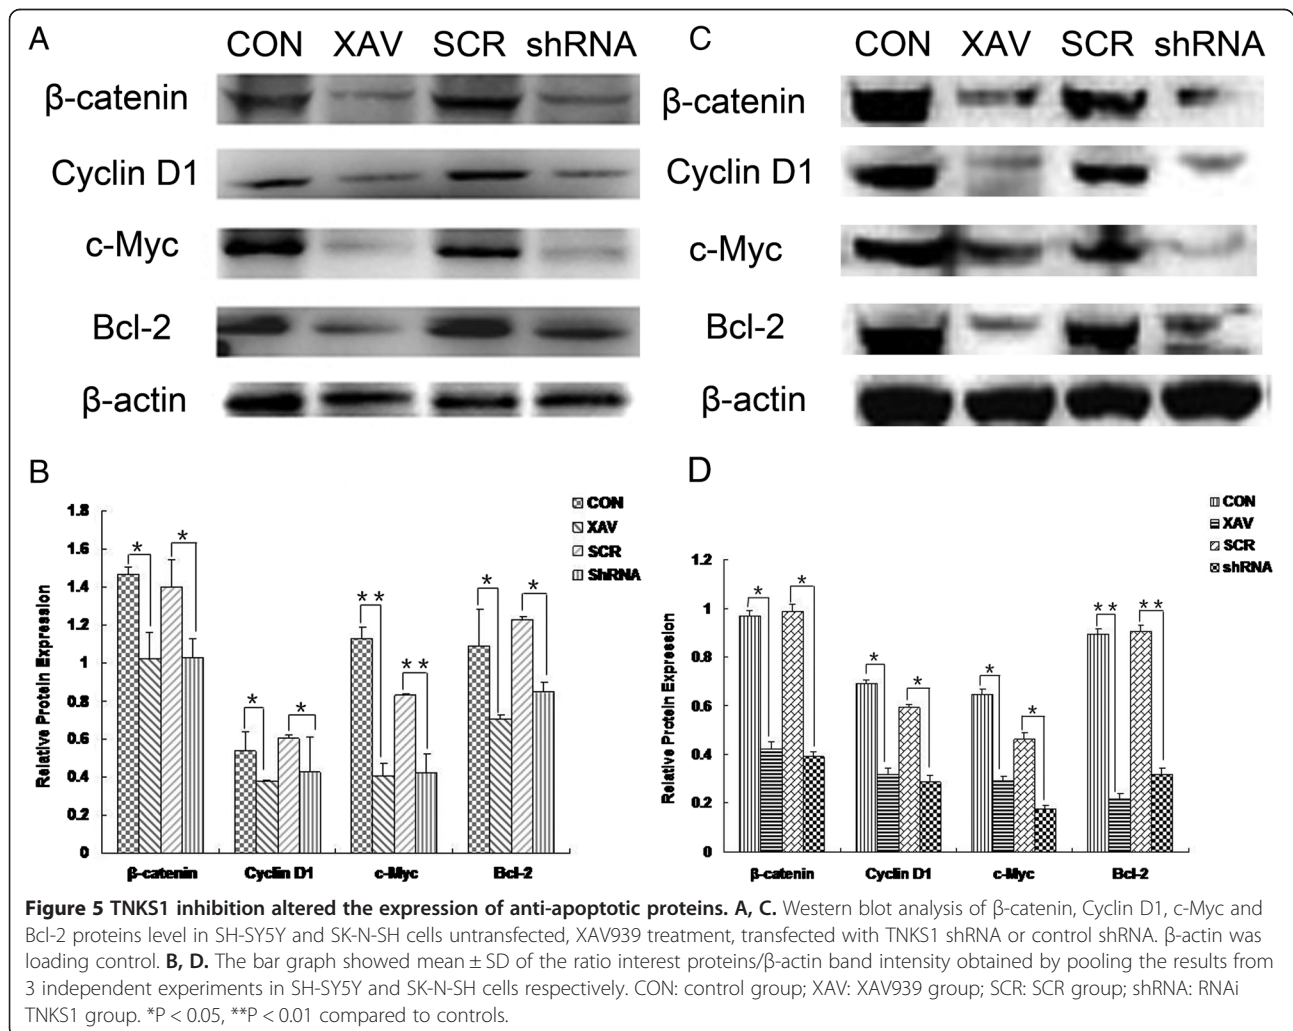 A
CON XAV SCR shRNA
β-catenin
Cyclin D1
c-Myc
Bcl-2
β-actin
C
CON XAV SCR shRNA
β-catenin
Cyclin D1
c-Myc
Bcl-2
β-actin
B
Relative Protein Expression
1.8
1.6
1.4
1.2
1
0.8
0.6
0.4
0.2
0
* *
* *
** **
* *
CON
XAV
SCR
ShRNA
β-catenin Cyclin D1 c-Myc Bcl-2
D
Relative Protein Expression
1.2
1
0.8
0.6
0.4
0.2
0
* *
* *
* *
** **
CON
XAV
SCR
shRNA
β-catenin Cyclin D1 c-Myc Bcl-2
Figure 5 TNKS1 inhibition altered the expression of anti-apoptotic proteins. A, C. Western blot analysis of β-catenin, Cyclin D1, c-Myc and
Bcl-2 proteins level in SH-SY5Y and SK-N-SH cells untransfected, XAV939 treatment, transfected with TNKS1 shRNA or control shRNA. β-actin was
loading control. B, D. The bar graph showed mean ± SD of the ratio interest proteins/β-actin band intensity obtained by pooling the results from
3 independent experiments in SH-SY5Y and SK-N-SH cells respectively. CON: control group; XAV: XAV939 group; SCR: SCR group; shRNA: RNAi
TNKS1 group. *P < 0.05, **P < 0.01 compared to controls.